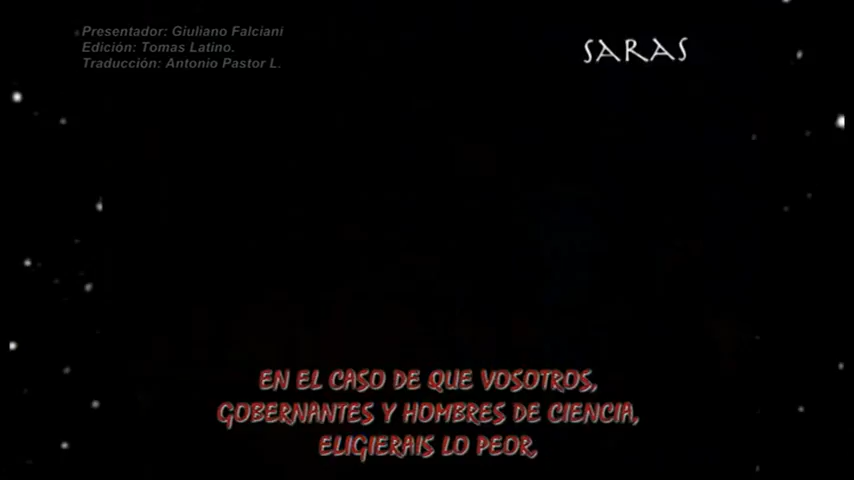 Presentador: Giuliano Falciani
Edición: Tomas Latino.
Traducción: Antonio Pastor L.
SARAS
EN EL CASO DE QUE VOSOTROS,
GOBERNANTES Y HOMBRES DE CIENCIA,
ELIGIERAIS LO PEOR,